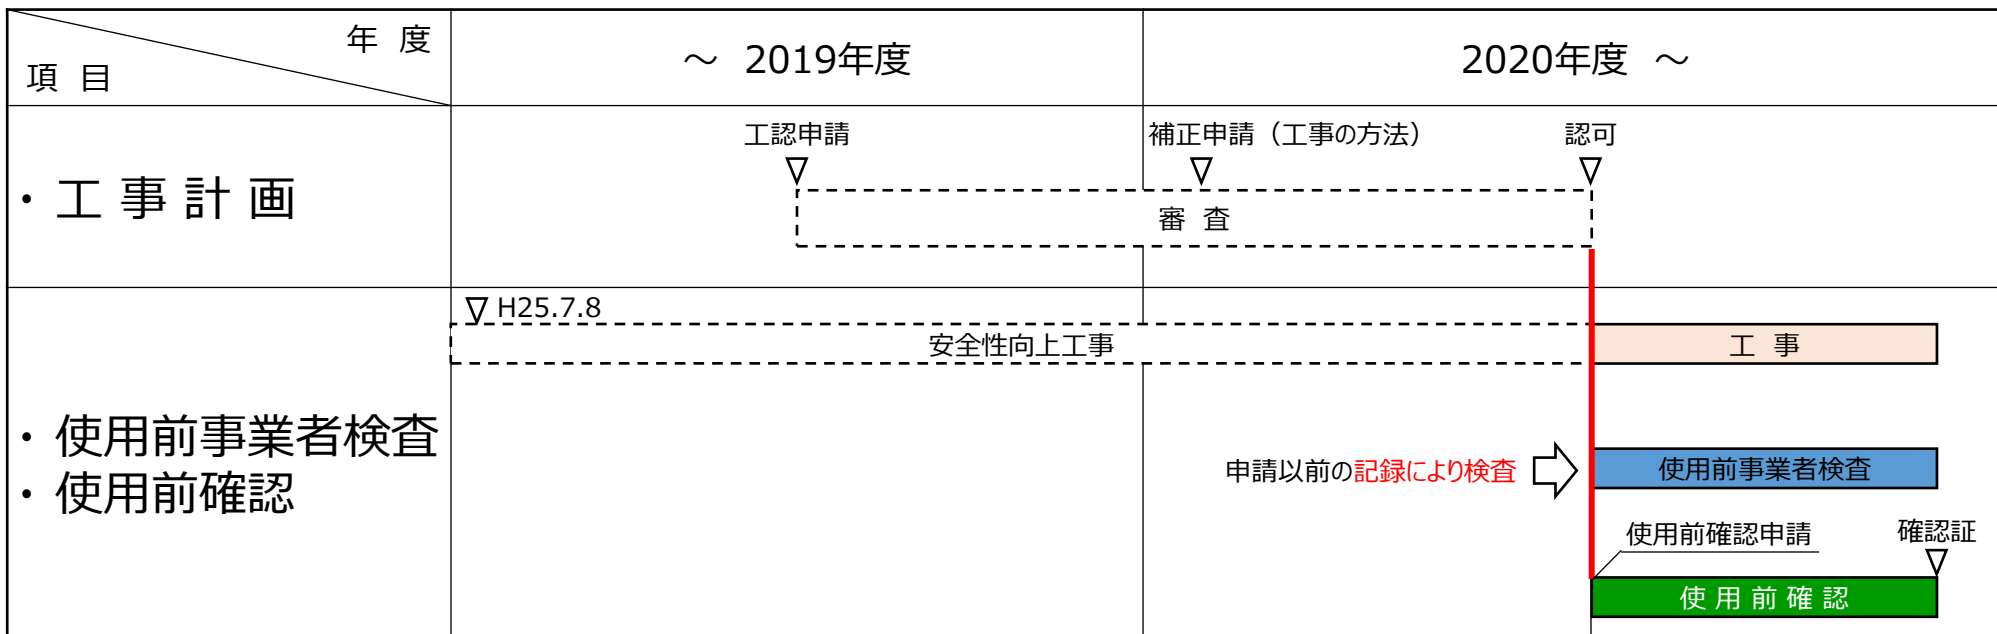 年 度
項 目
～ 2019年度
2020年度 ～
・工 事 計 画
工認申請
補正申請（工事の方法）
認可
審 査
H25.7.8
安全性向上工事
工 事
・使用前事業者検査
・使用前確認
申請以前の記録により検査
使用前事業者検査
使用前確認申請
確認証
使 用 前 確 認